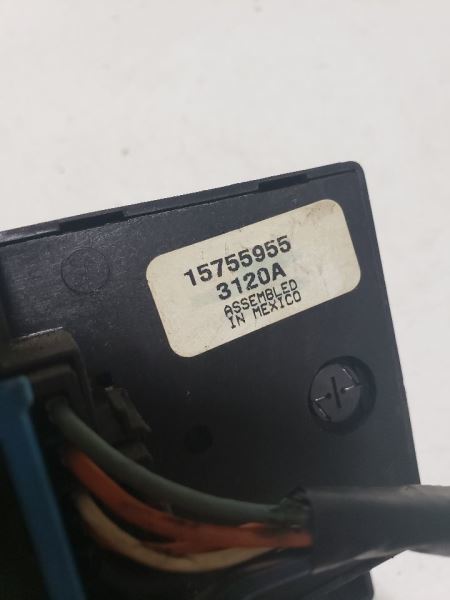 15755955
3120A
ASSEMBLED
IN MEXICO